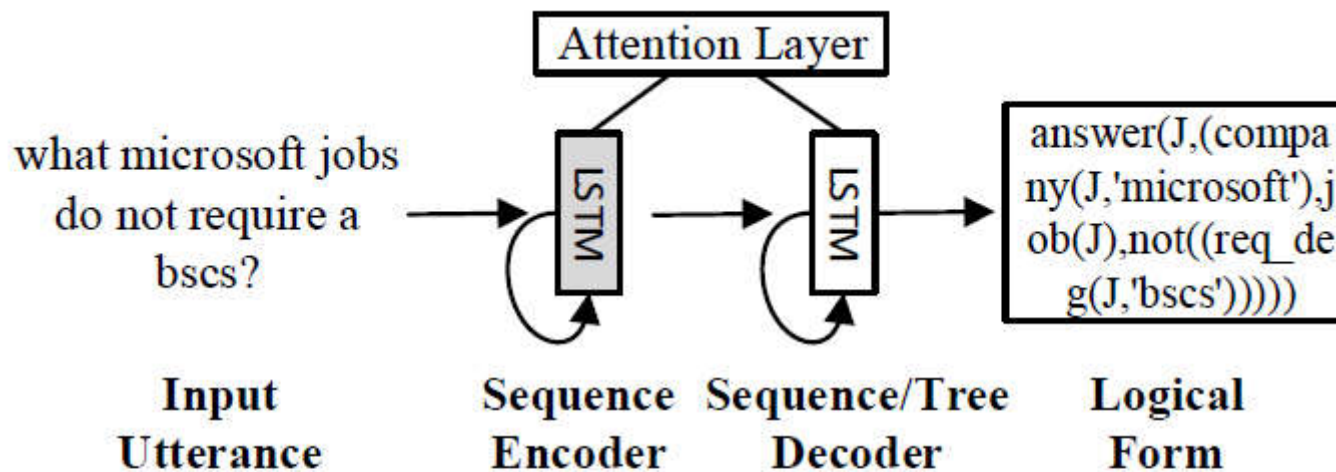 Attention Layer
what microsoft jobs
do not require a
bscs?
LSTM
LSTM
answer(J,(compa
ny(J,'microsoft'),j
ob(J),not((req_de
g(J,'bscs')))))
Input
Utterance
Sequence
Encoder
Sequence/Tree
Decoder
Logical
Form